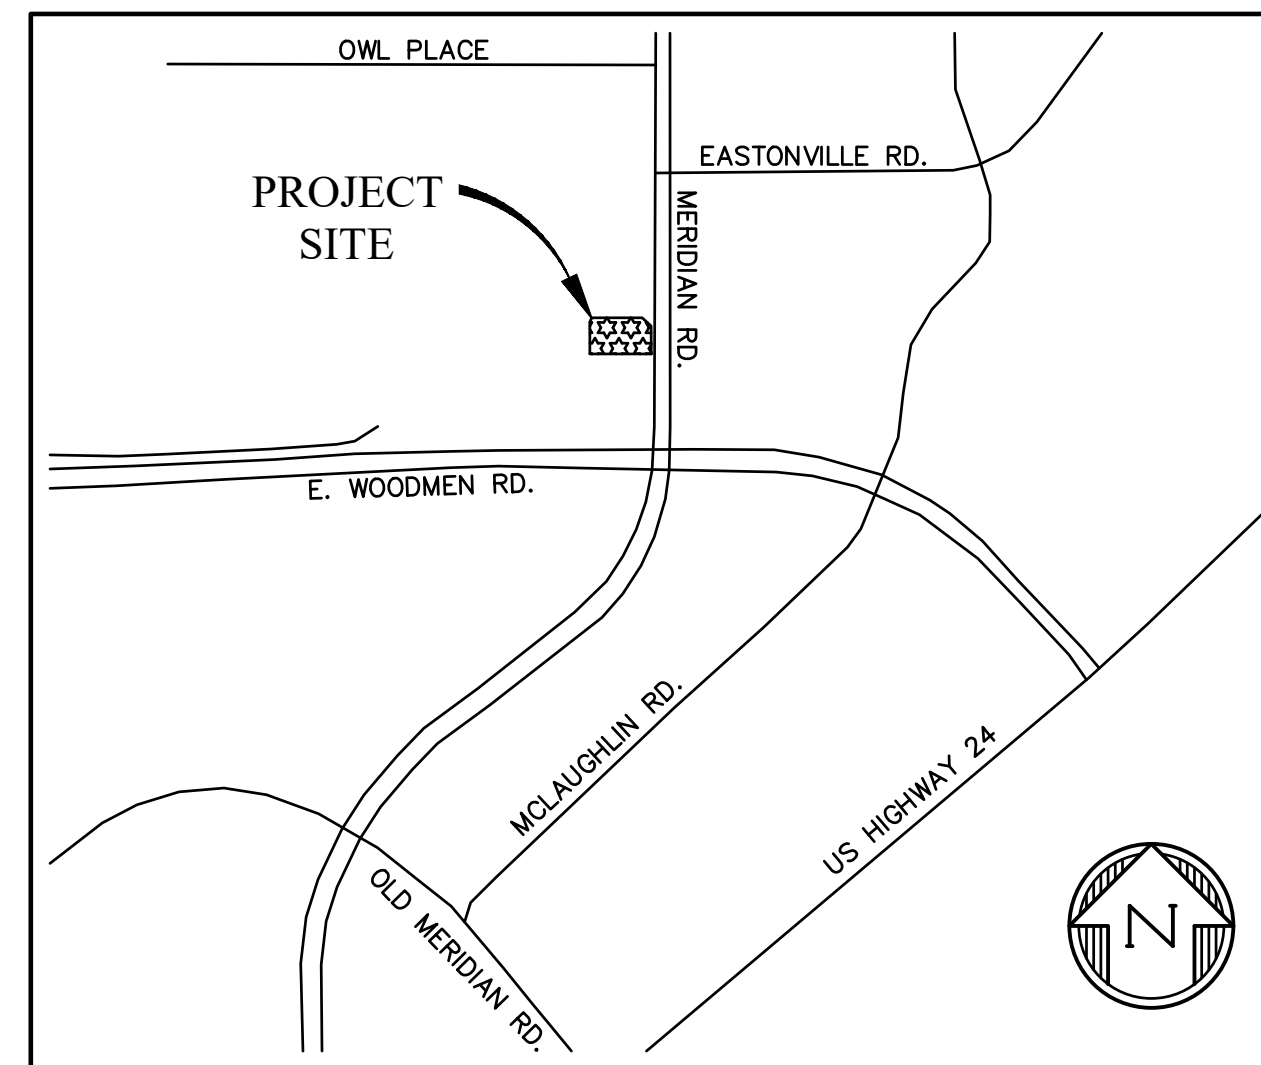 OWL PLACE
EASTONVILLE RD.
PROJECT
SITE
MERIDIAN RD.
E. WOODMEN RD.
MCLAUGHLIN RD.
US HIGHWAY 24
OLD MERIDIAN RD.
N